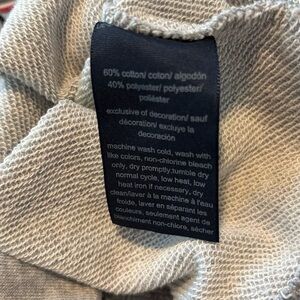 60% cotton/ coton/ algodón
40% polyester/ polyester/
poliéster
exclusive of decoration/ sauf
décoration/ excluye la
decoración
machine wash cold, wash with
like colors, non-chlorine bleach
only, dry promptly.tumble dry
normal cycle, low heat, low
heat iron if necessary, dry
clean/laver à la machine à l'eau
froide, laver en séparant les
couleurs, seulement agent de
blanchiment non-chlore, sécher